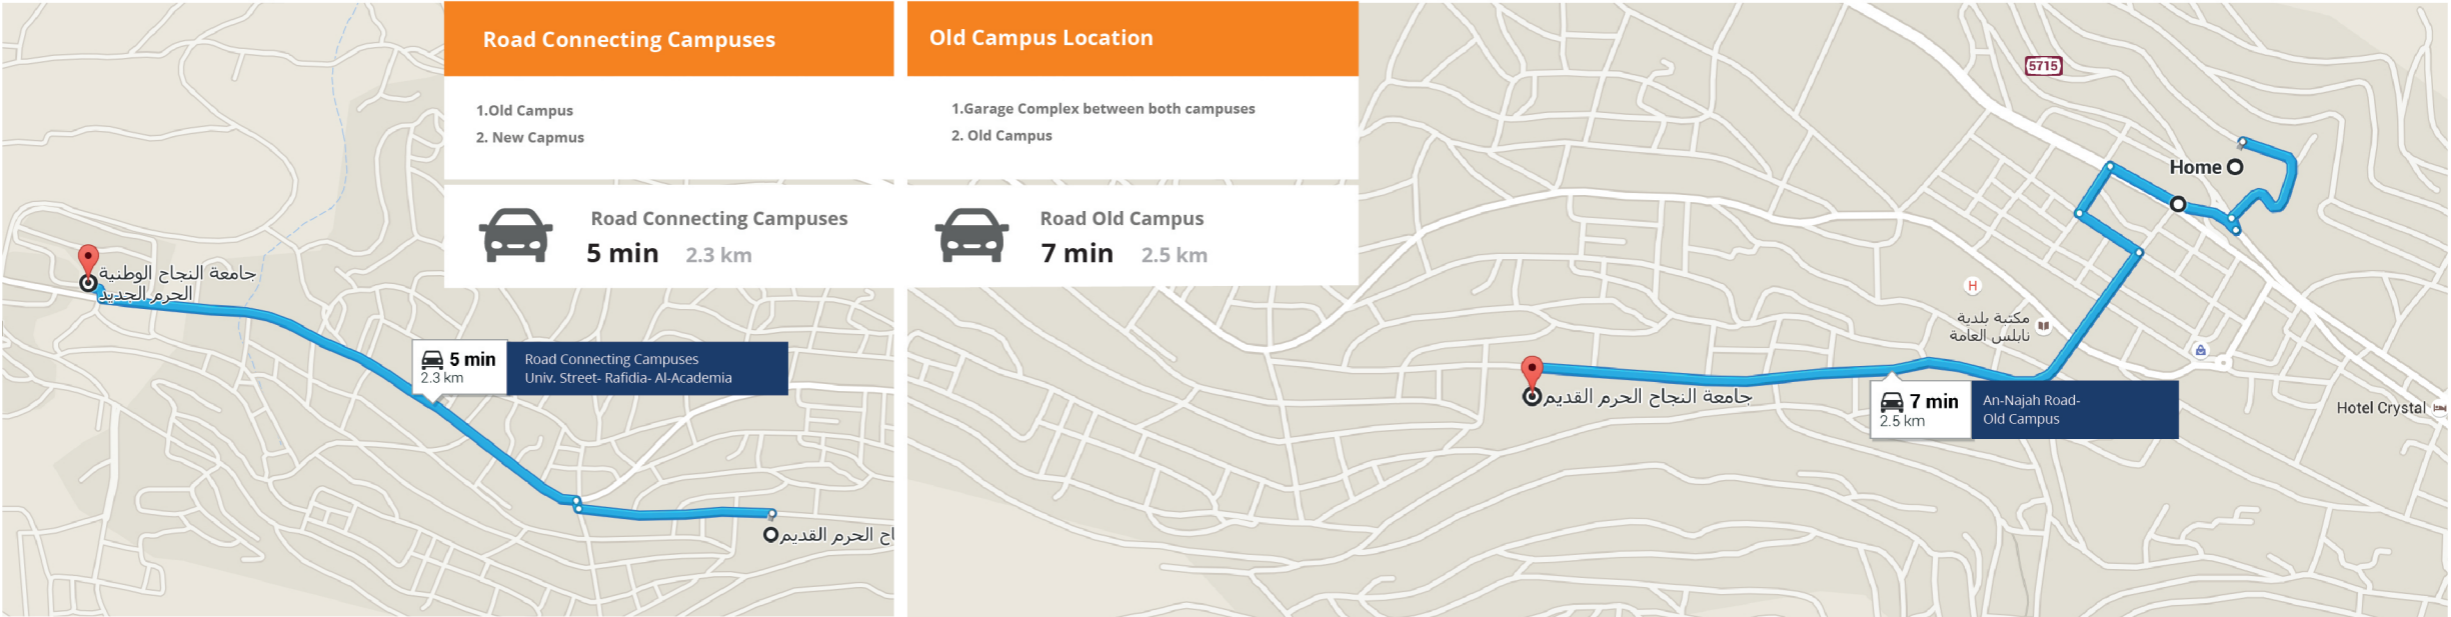 Road Connecting Campuses
1.Old Campus
2. New Capmus
Road Connecting Campuses
5 min 2.3 km
جامعة النجاح الوطنية
الحرم الجديد
5 min
2.3 km
Road Connecting Campuses
Univ. Street- Rafidia- Al-Academia
اح الحرم القديم
Old Campus Location
1.Garage Complex between both campuses
2. Old Campus
Road Old Campus
7 min 2.5 km
5715
Home
H
مكتبة بلدية
نابلس العامة
جامعة النجاح الحرم القديم
7 min
2.5 km
An-Najah Road-
Old Campus
Hotel Crystal